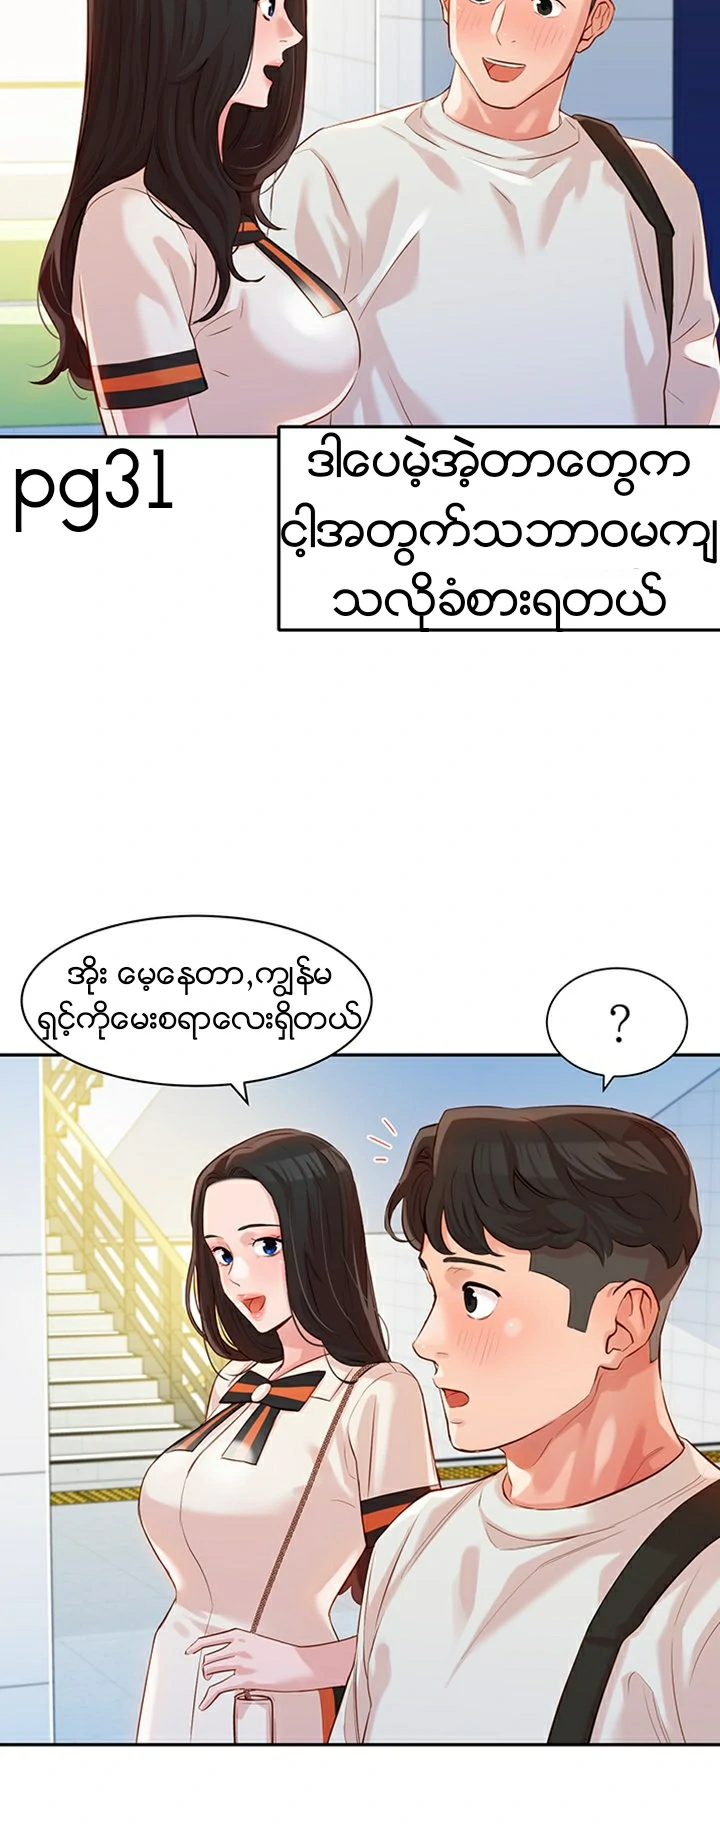 pg31
ဒါပေမဲ့အဲ့တာတွေက
ငါ့အတွက်သဘာဝမကျ
သလိုခံစားရတယ်
အိုး မေ့နေတာ,ကျွန်မ
ရှင့်ကိုမေးစရာလေးရှိတယ်
?